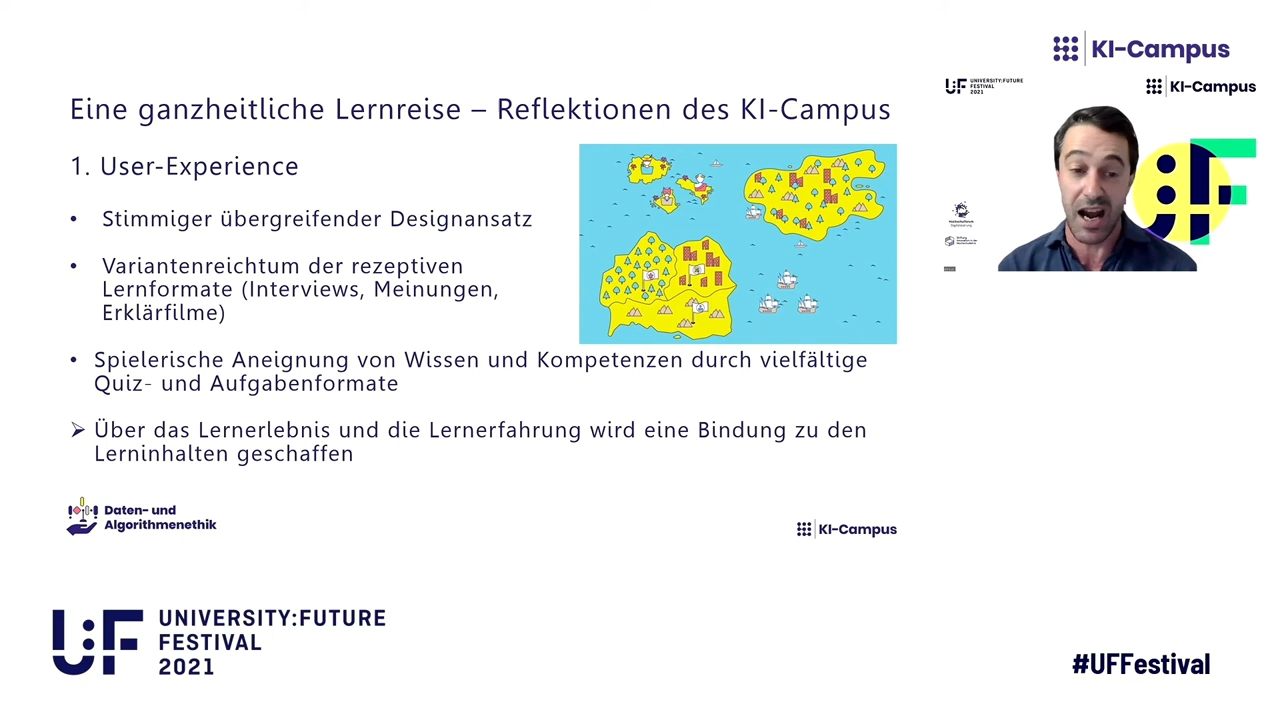 KI-Campus
UNIVERSITY:FUTURE
FESTIVAL
2021
KI-Campus
Eine ganzheitliche Lernreise – Reflektionen des KI-Campus
1. User-Experience
• Stimmiger übergreifender Designansatz
• Variantenreichtum der rezeptiven
Lernformate (Interviews, Meinungen,
Erklärfilme)
• Spielerische Aneignung von Wissen und Kompetenzen durch vielfältige
Quiz- und Aufgabenformate
➢ Über das Lernerlebnis und die Lernerfahrung wird eine Bindung zu den
Lerninhalten geschaffen
Daten- und
Algorithmenethik
KI-Campus
U:F UNIVERSITY:FUTURE
FESTIVAL
2021
#UFFestival